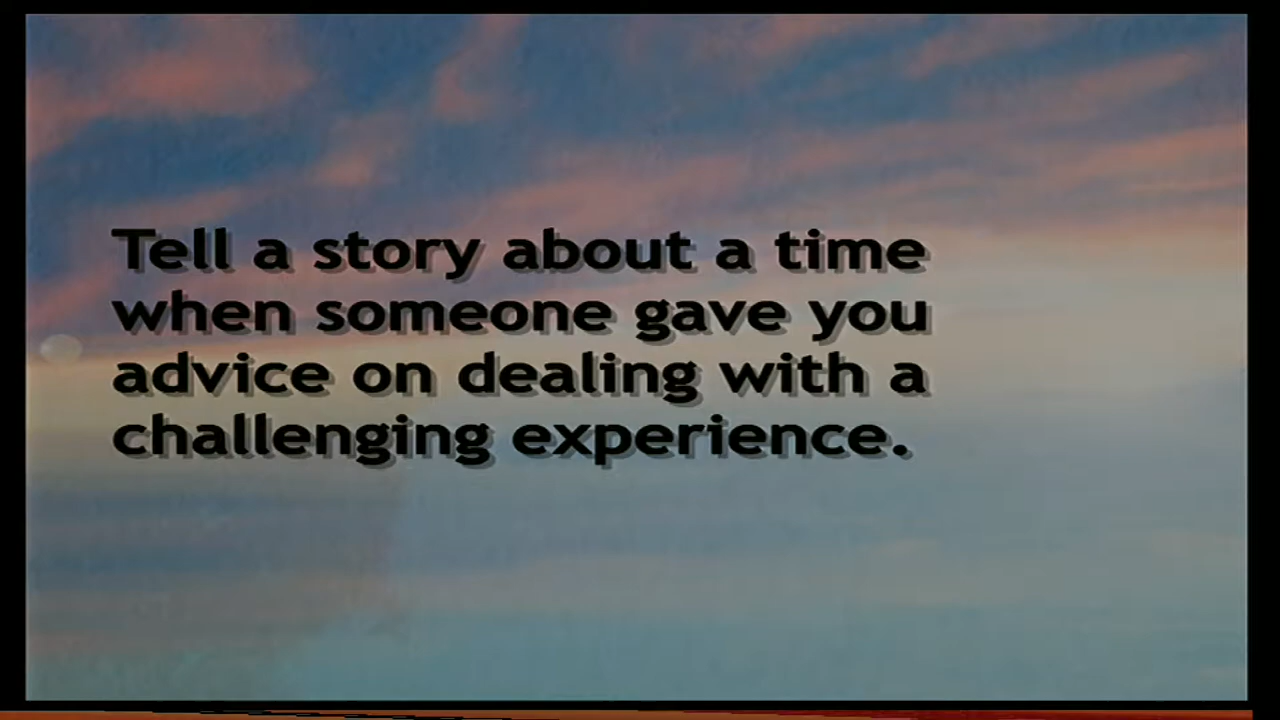 Tell a story about a time
when someone gave you
advice on dealing with a
challenging experience.